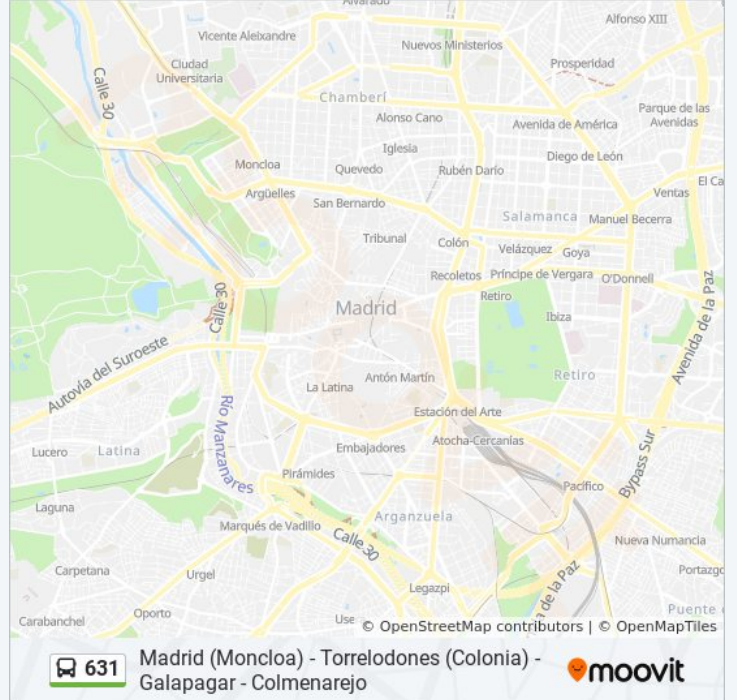 Alvarado
Alfonso XIII
Vicente Aleixandre
Nuevos Ministerios
Ciudad
Universitaria
Prosperidad
Calle 30
Chamberí
Parque de las
Avenidas
Alonso Cano
Avenida de América
Iglesia
Diego de León
Moncloa
Quevedo
Rubén Darío
El Ca
Argüelles
Ventas
San Bernardo
Salamanca
Manuel Becerra
Tribunal
Colón
Velázquez
Goya
Recoletos
Príncipe de Vergara
O'Donnell
Calle 30
Retiro
Madrid
Ibiza
Avenida de la Paz
Autovía del Suroeste
Antón Martín
Retiro
La Latina
Estación del Arte
Río Manzanares
Atocha-Cercanías
Lucero
Latina
Embajadores
Bypass Sur
Pirámides
Pacífico
Laguna
Arganzuela
Marqués de Vadillo
Calle 30
Nueva Numancia
Carpetana
Urgel
Portazgo
Legazpi
a de la Paz
Oporto
Puente
Carabanchel
Use
© OpenStreetMap contributors | © OpenMapTiles
631
Madrid (Moncloa) - Torrelodones (Colonia) -
Galapagar - Colmenarejo
moovit